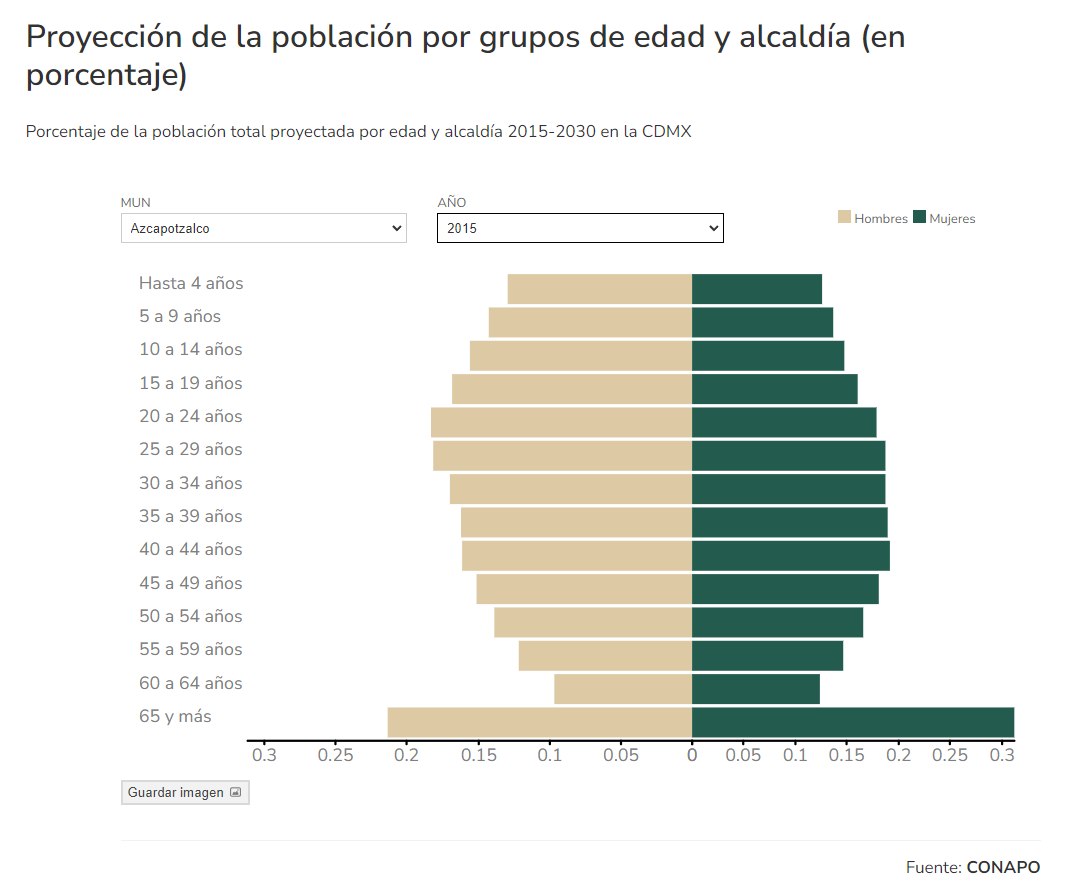 Proyección de la población por grupos de edad y alcaldía (en
porcentaje)
Porcentaje de la población total proyectada por edad y alcaldía 2015-2030 en la CDMX
MUN
AÑO
Azcapotzalco
2015
Hombres
Mujeres
Hasta 4 años
5 a 9 años
10 a 14 años
15 a 19 años
20 a 24 años
25 a 29 años
30 a 34 años
35 a 39 años
40 a 44 años
45 a 49 años
50 a 54 años
55 a 59 años
60 a 64 años
65 y más
0.3 0.25 0.2 0.15 0.1 0.05 0 0.05 0.1 0.15 0.2 0.25 0.3
Guardar imagen
Fuente: CONAPO